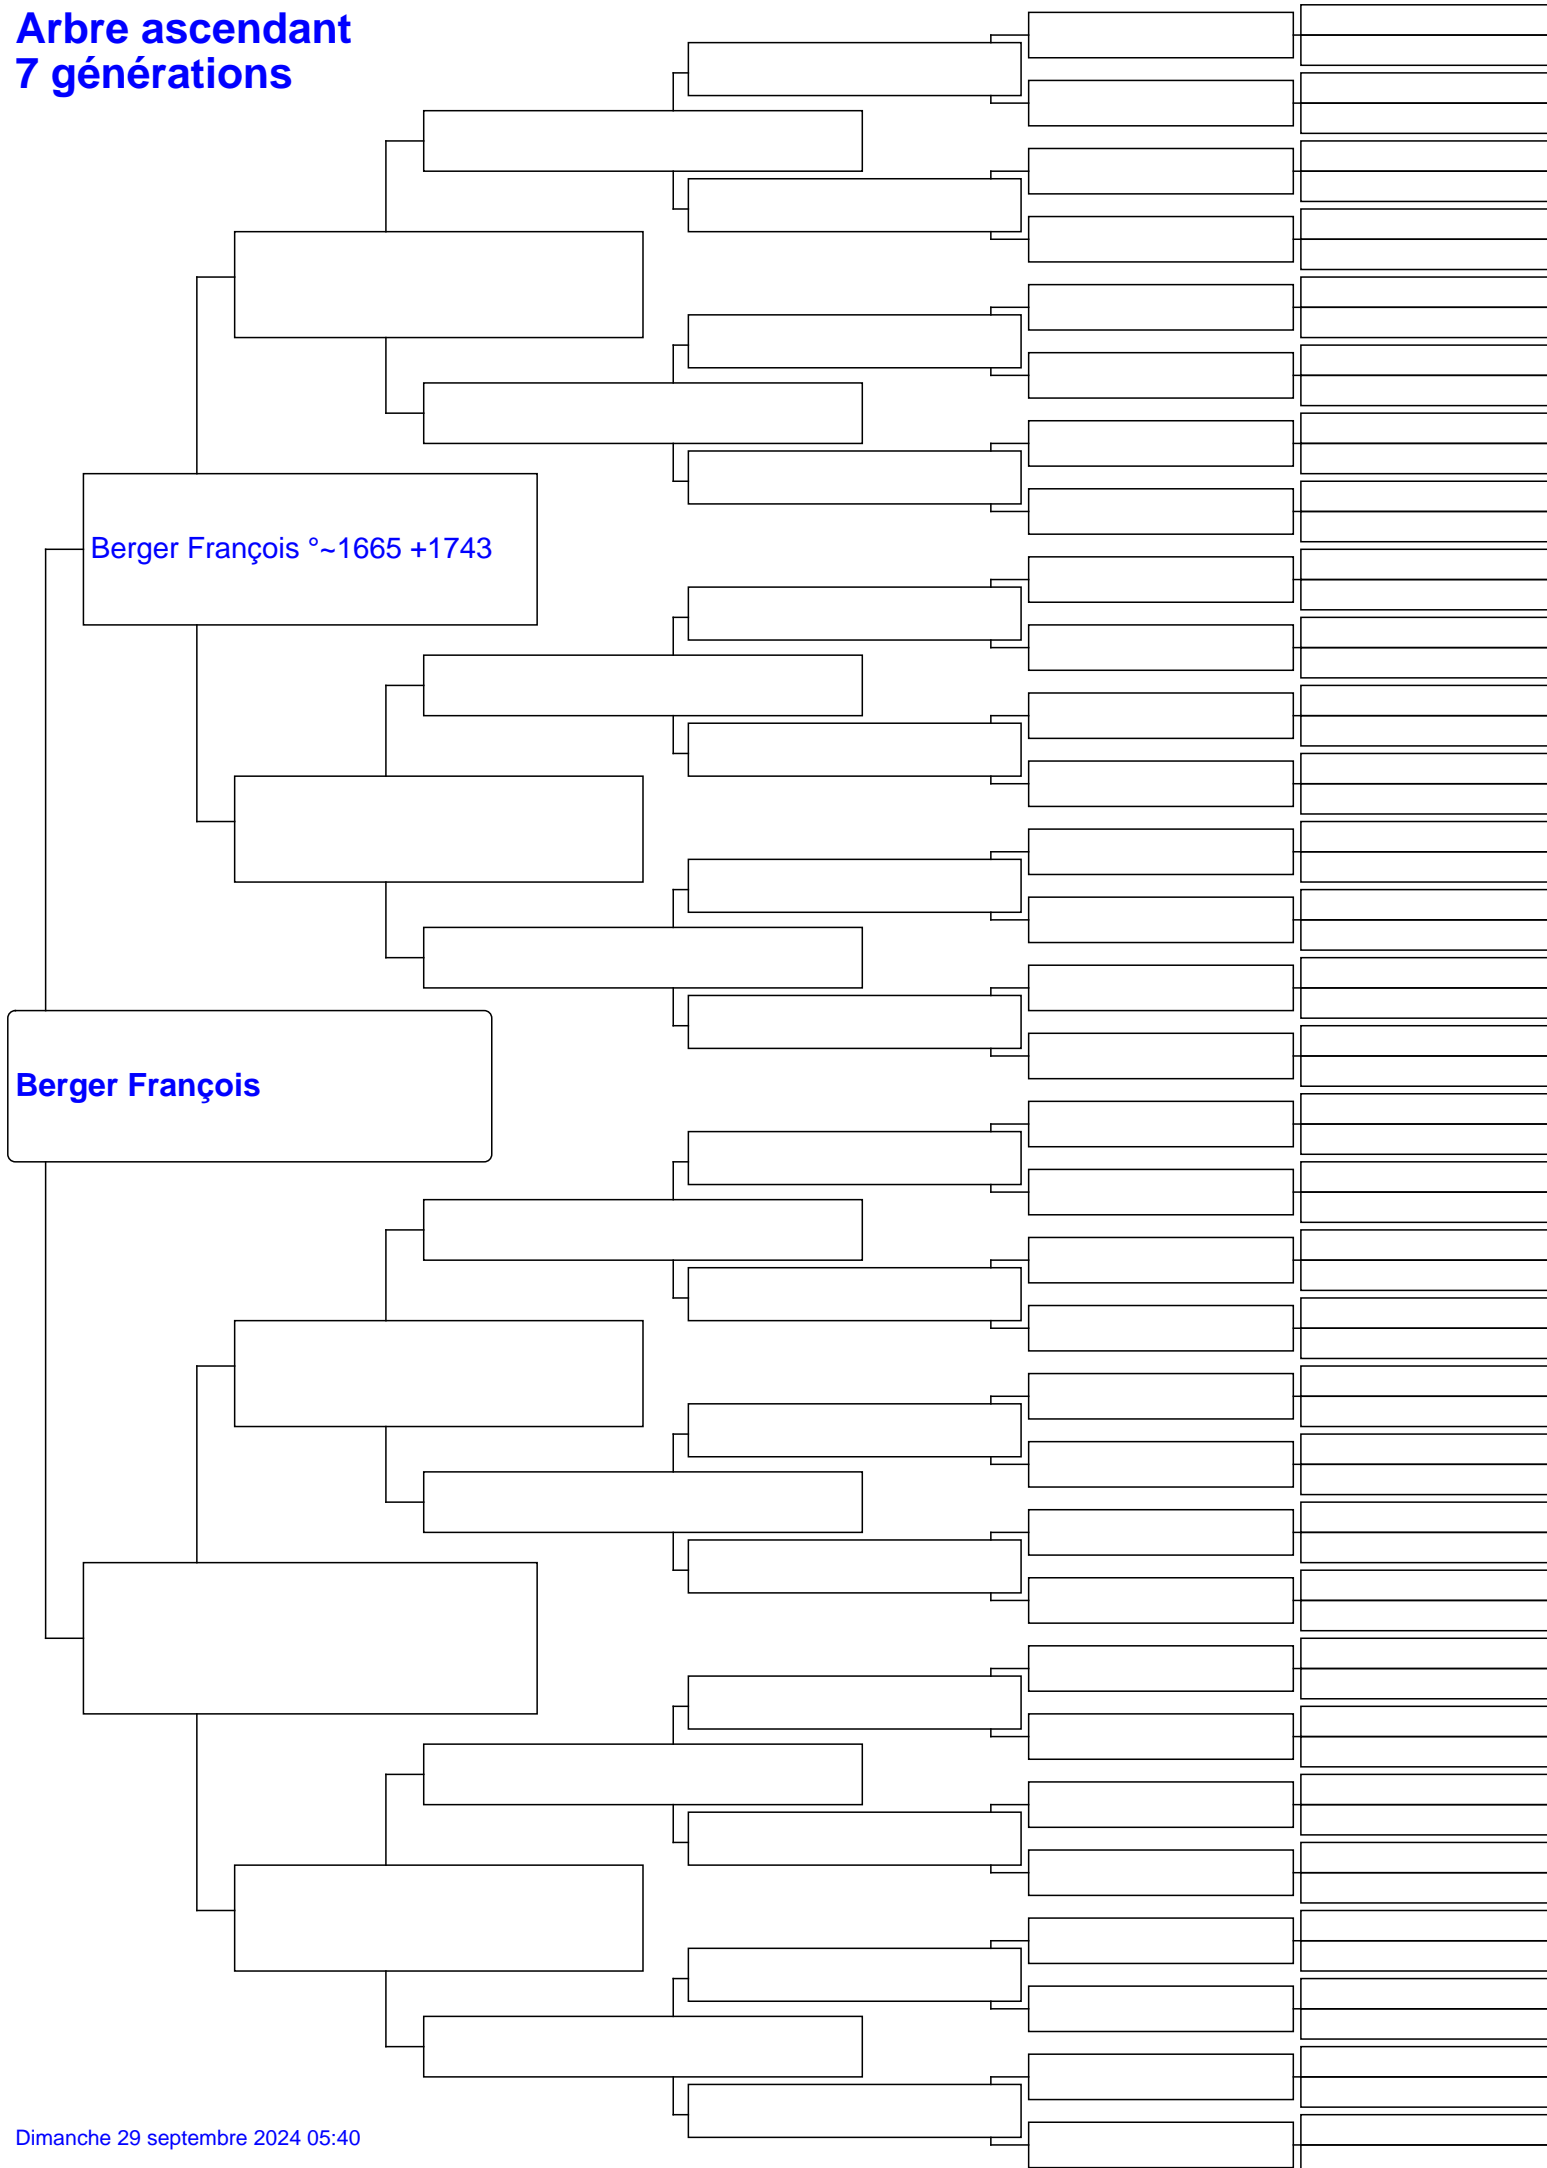 Arbre ascendant
7 générations
Berger François °~1665 +1743
Berger François
Dimanche 29 septembre 2024 05:40